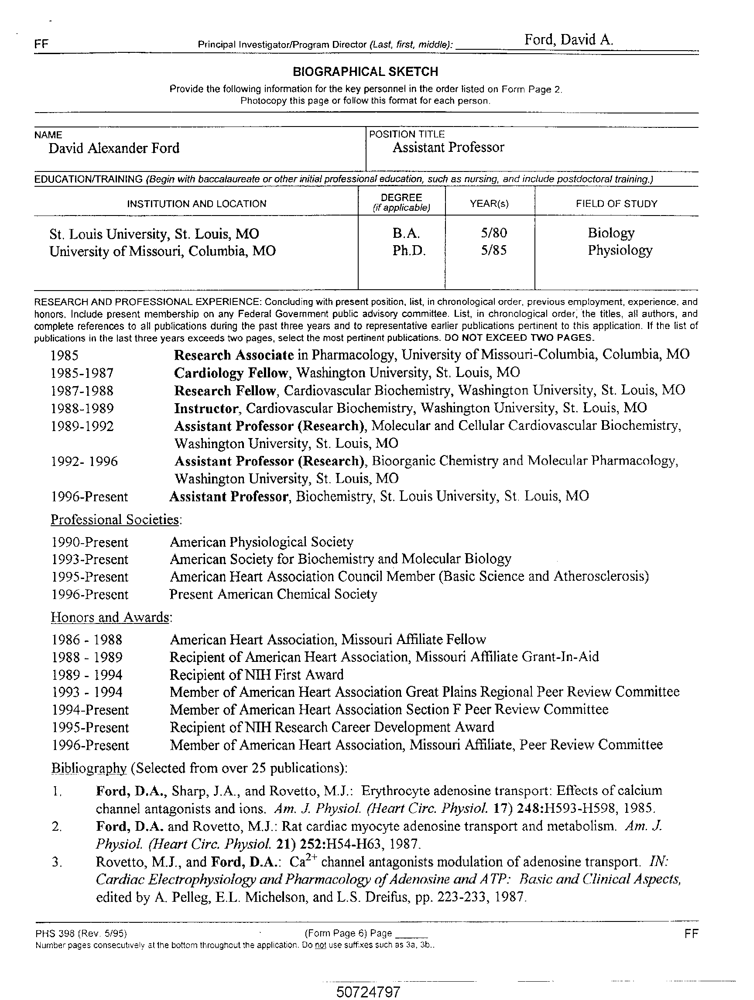 FF Principal Investigator/Program Director (Last, first, middle): Ford, David A.
BIOGRAPHICAL SKETCH
Provide the following information for the key personnel in the order listed on Form Page 2.
Photocopy this page or follow this format for each person.
NAME
David Alexander Ford
POSITION TITLE
Assistant Professor
EDUCATION/TRAINING (Begin with baccalaureate or other initial professional education, such as nursing, and include postdoctoral training.)
INSTITUTION AND LOCATION DEGREE (if applicable) YEAR(s) FIELD OF STUDY
St. Louis University, St. Louis, MO B.A. 5/80 Biology
University of Missouri, Columbia, MO Ph.D. 5/85 Physiology
RESEARCH AND PROFESSIONAL EXPERIENCE: Concluding with present position, list, in chronological order, previous employment, experience, and
honors. Include present membership on any Federal Government public advisory committee. List, in chronological order, the titles, all authors, and
complete references to all publications during the past three years and to representative earlier publications pertinent to this application. If the list of
publications in the last three years exceeds two pages, select the most pertinent publications. DO NOT EXCEED TWO PAGES.
1985 Research Associate in Pharmacology, University of Missouri-Columbia, Columbia, MO
1985-1987 Cardiology Fellow, Washington University, St. Louis, MO
1987-1988 Research Fellow, Cardiovascular Biochemistry, Washington University, St. Louis, MO
1988-1989 Instructor, Cardiovascular Biochemistry, Washington University, St. Louis, MO
1989-1992 Assistant Professor (Research), Molecular and Cellular Cardiovascular Biochemistry,
Washington University, St. Louis, MO
1992- 1996 Assistant Professor (Research), Bioorganic Chemistry and Molecular Pharmacology,
Washington University, St. Louis, MO
1996-Present Assistant Professor, Biochemistry, St. Louis University, St. Louis, MO
Professional Societies:
1990-Present American Physiological Society
1993-Present American Society for Biochemistry and Molecular Biology
1995-Present American Heart Association Council Member (Basic Science and Atherosclerosis)
1996-Present Present American Chemical Society
Honors and Awards:
1986 - 1988 American Heart Association, Missouri Affiliate Fellow
1988 - 1989 Recipient of American Heart Association, Missouri Affiliate Grant-In-Aid
1989 - 1994 Recipient of NIH First Award
1993 - 1994 Member of American Heart Association Great Plains Regional Peer Review Committee
1994-Present Member of American Heart Association Section F Peer Review Committee
1995-Present Recipient of NIH Research Career Development Award
1996-Present Member of American Heart Association, Missouri Affiliate, Peer Review Committee
Bibliography (Selected from over 25 publications):
1. Ford, D.A., Sharp, J.A., and Rovetto, M.J.: Erythrocyte adenosine transport: Effects of calcium
channel antagonists and ions. Am. J. Physiol. (Heart Circ. Physiol. 17) 248:H593-H598, 1985.
2. Ford, D.A. and Rovetto, M.J.: Rat cardiac myocyte adenosine transport and metabolism. Am. J.
Physiol. (Heart Circ. Physiol. 21) 252:H54-H63, 1987.
3. Rovetto, M.J., and Ford, D.A.: Ca2+ channel antagonists modulation of adenosine transport. IN:
Cardiac Electrophysiology and Pharmacology of Adenosine and ATP: Basic and Clinical Aspects,
edited by A. Pelleg, E.L. Michelson, and L.S. Dreifus, pp. 223-233, 1987.
PHS 398 (Rev. 5/95) (Form Page 6) Page ______ FF
Number pages consecutively at the bottom throughout the application. Do not use suffixes such as 3a, 3b..
50724797